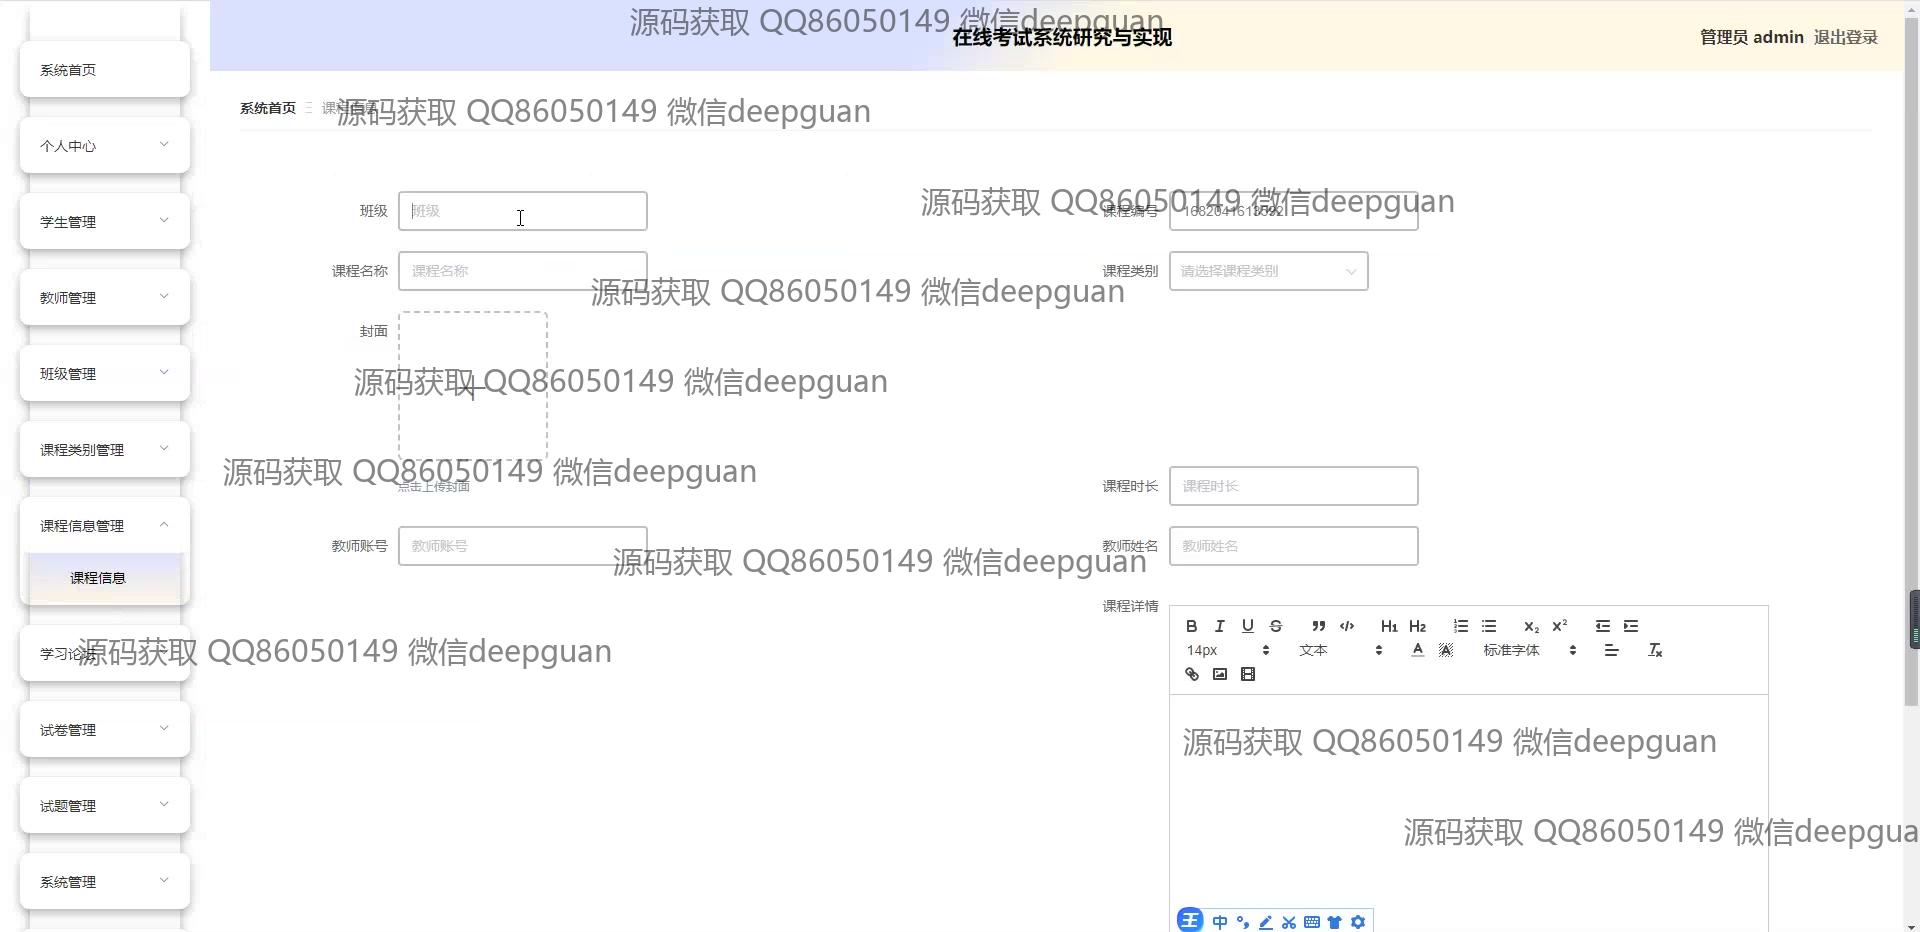 源码获取 QQ86050149 微信deepguan
在线考试系统研究与实现
管理员 admin 退出登录
系统首页
个人中心
学生管理
教师管理
班级管理
课程类别管理
课程信息管理
课程信息
学习论坛
试卷管理
试题管理
系统管理
系统首页 课程信息
源码获取 QQ86050149 微信deepguan
班级 班级
源码获取 QQ86050149 微信deepguan
课程编号 1682041613592
课程名称 课程名称
课程类别 请选择课程类别
源码获取 QQ86050149 微信deepguan
封面
源码获取 QQ86050149 微信deepguan
源码获取 QQ86050149 微信deepguan
点击上传封面
课程时长 课程时长
教师账号 教师账号
教师姓名 教师姓名
源码获取 QQ86050149 微信deepguan
课程详情
B I U S H1 H2 X2 X2
14px 文本 A A 标准字体 Tx
源码获取 QQ86050149 微信deepguan
源码获取 QQ86050149 微信deepguan
源码获取 QQ86050149 微信deepgua
王 中